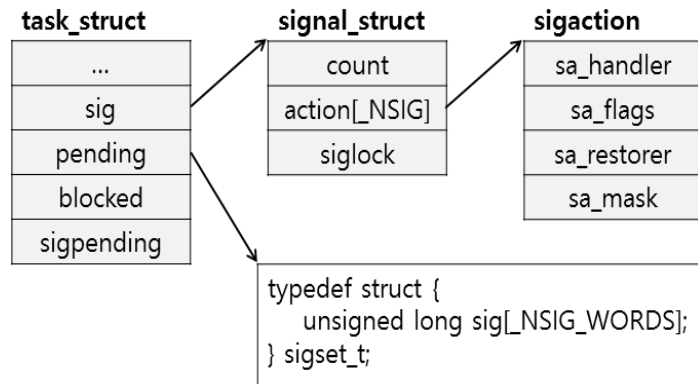 task_struct
...
sig
pending
blocked
sigpending
signal_struct
count
action[_NSIG]
siglock
sigaction
sa_handler
sa_flags
sa_restorer
sa_mask
typedef struct {
unsigned long sig[_NSIG_WORDS];
} sigset_t;